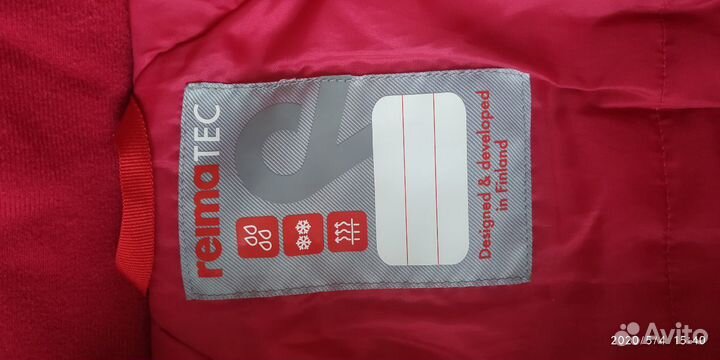 reimaTEC
Designed & developed
in Finland
Avito
2020/5/4 15:40